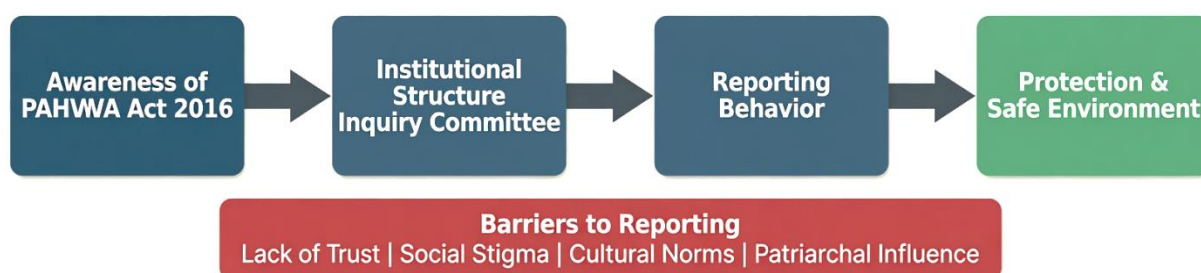 Awareness of
PAHWA Act 2016
Institutional
Structure
Inquiry Committee
Reporting
Behavior
Protection &
Safe Environment
Barriers to Reporting
Lack of Trust | Social Stigma | Cultural Norms | Patriarchal Influence